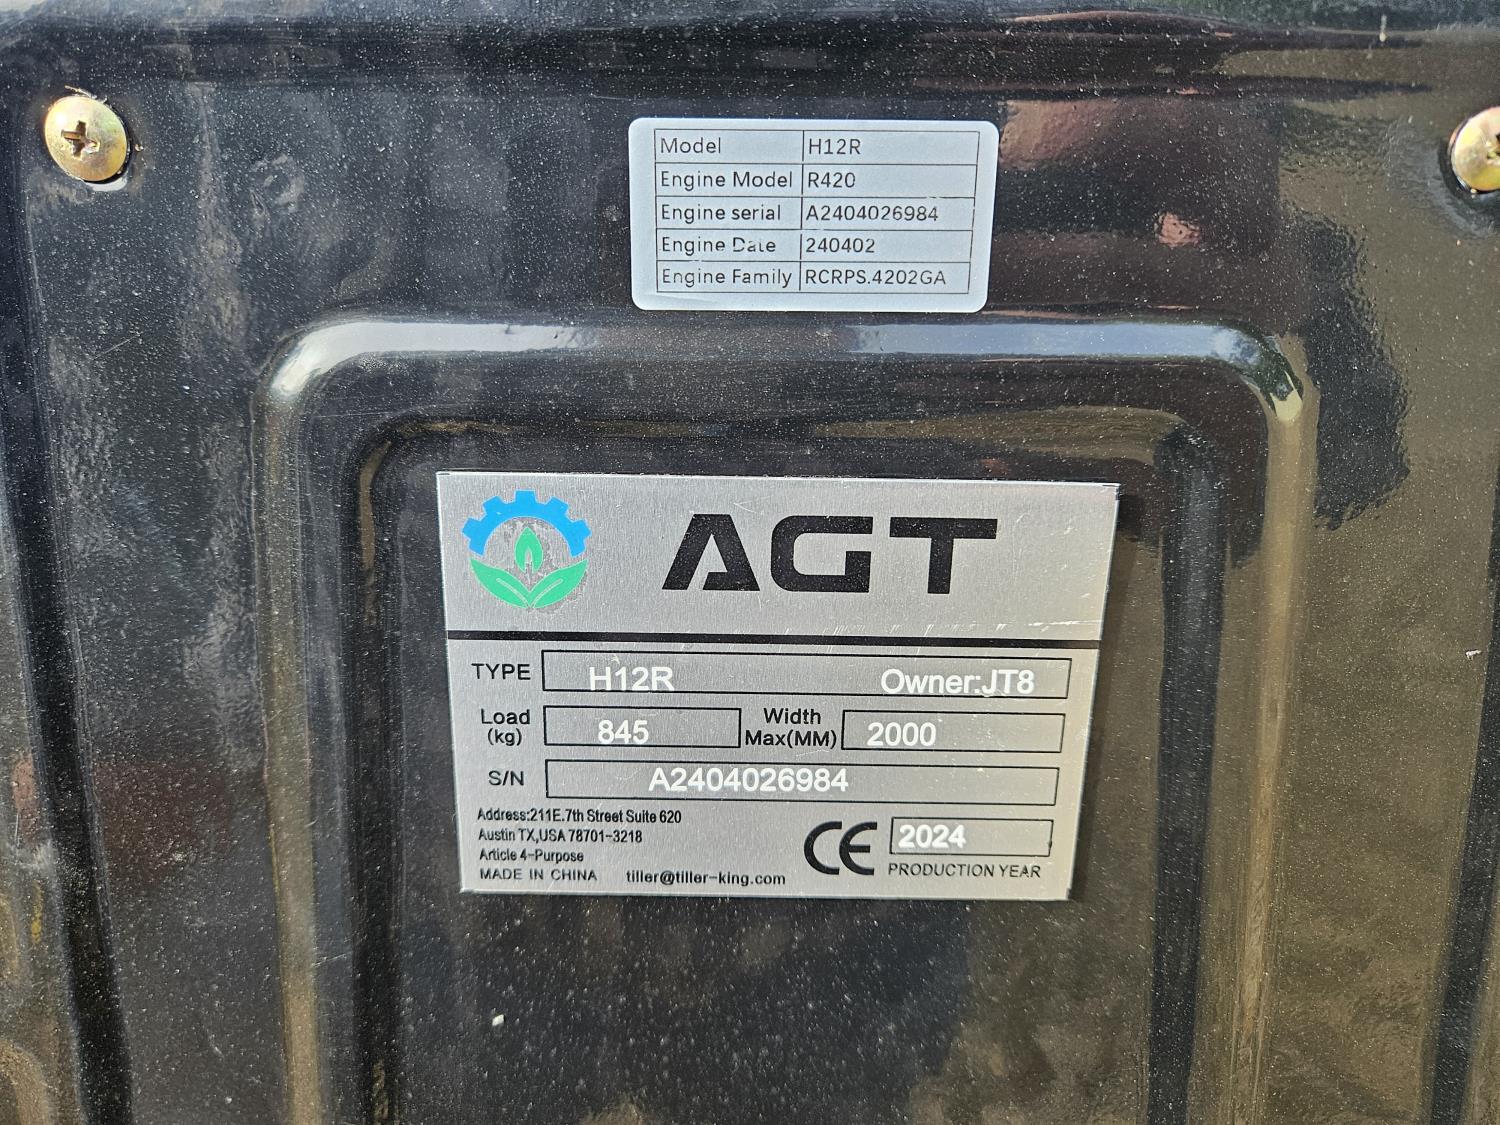 Model H12R
Engine Model R420
Engine serial A2404026984
Engine Date 240402
Engine Family RCRPS.4202GA
AGT
TYPE H12R Owner:JT8
Load (kg) 845 Width Max(MM) 2000
S/N A2404026984
Address:211E.7th Street Suite 620
Austin TX,USA 78701-3218
Article 4-Purpose
MADE IN CHINA tiller@tiller-king.com
CE 2024
PRODUCTION YEAR